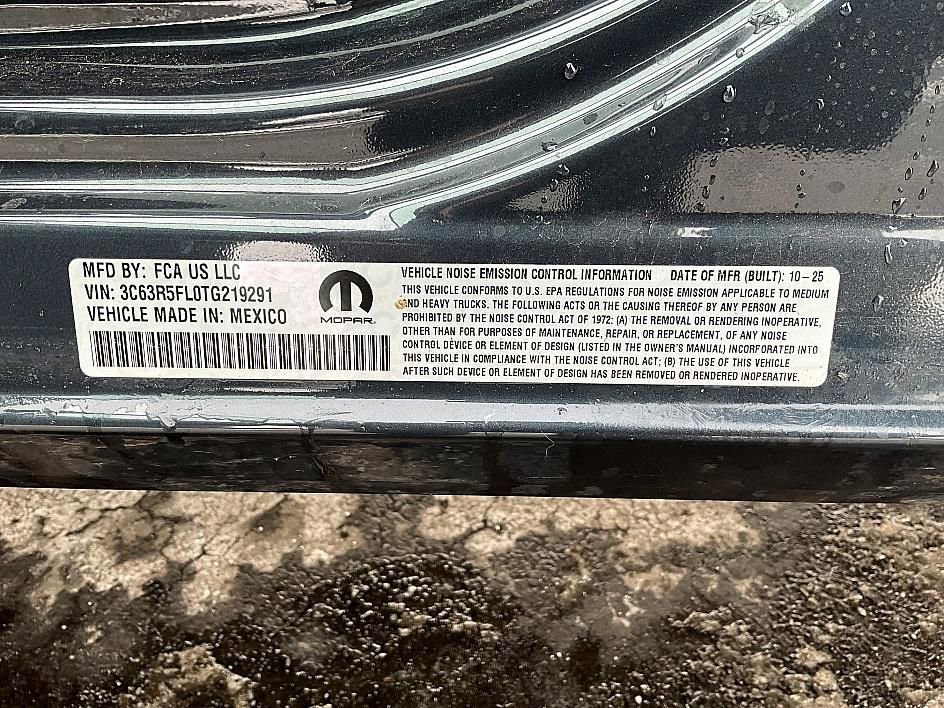 MFD BY: FCA US LLC
VIN: 3C63R5FL0TG219291
VEHICLE MADE IN: MEXICO
MOPAR®
VEHICLE NOISE EMISSION CONTROL INFORMATION DATE OF MFR (BUILT): 10-25
THIS VEHICLE CONFORMS TO U.S. EPA REGULATIONS FOR NOISE EMISSION APPLICABLE TO MEDIUM
AND HEAVY TRUCKS. THE FOLLOWING ACTS OR THE CAUSING THEREOF BY ANY PERSON ARE
PROHIBITED BY THE NOISE CONTROL ACT OF 1972: (A) THE REMOVAL OR RENDERING INOPERATIVE,
OTHER THAN FOR PURPOSES OF MAINTENANCE, REPAIR, OR REPLACEMENT, OF ANY NOISE
CONTROL DEVICE OR ELEMENT OF DESIGN (LISTED IN THE OWNER'S MANUAL) INCORPORATED INTO
THIS VEHICLE IN COMPLIANCE WITH THE NOISE CONTROL ACT; (B) THE USE OF THIS VEHICLE
AFTER SUCH DEVICE OR ELEMENT OF DESIGN HAS BEEN REMOVED OR RENDERED INOPERATIVE.